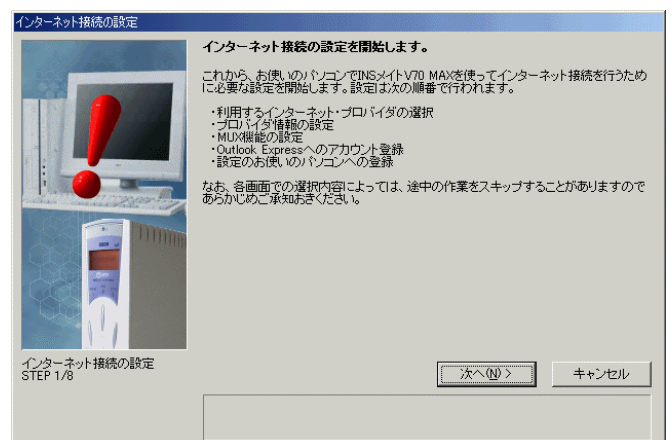 インターネット接続の設定
インターネット接続の設定を開始します。
これから、お使いのパソコンでINSメイトV70 MAXを使ってインターネット接続を行うため
に必要な設定を開始します。設定は次の順番で行われます。
・利用するインターネット・プロバイダの選択
・プロバイダ情報の設定
・MUX機能の設定
・Outlook Expressへのアカウント登録
・設定のお使いのパソコンへの登録
なお、各画面での選択内容によっては、途中の作業をスキップすることがありますので
あらかじめご承知おきください。
インターネット接続の設定
STEP 1/8
次へ(N) >
キャンセル